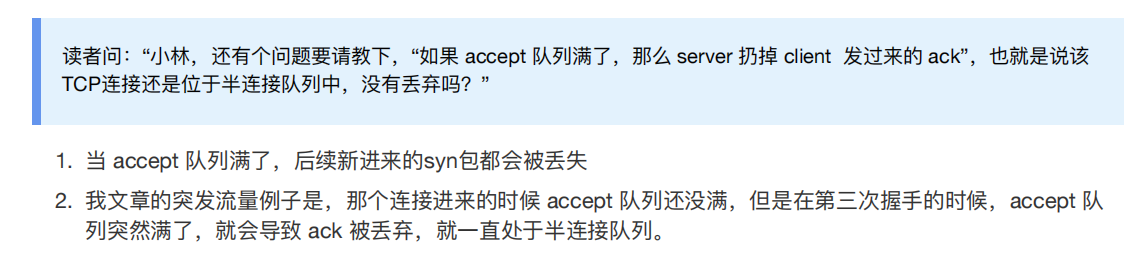 读者问：“小林，还有个问题要请教下，“如果 accept 队列满了，那么 server 扔掉 client  发过来的 ack”，也就是说该
TCP连接还是位于半连接队列中，没有丢弃吗？”
1. 当 accept 队列满了，后续新进来的syn包都会被丢失
2. 我文章的突发流量例子是，那个连接进来的时候 accept 队列还没满，但是在第三次握手的时候，accept 队
列突然满了，就会导致 ack 被丢弃，就一直处于半连接队列。